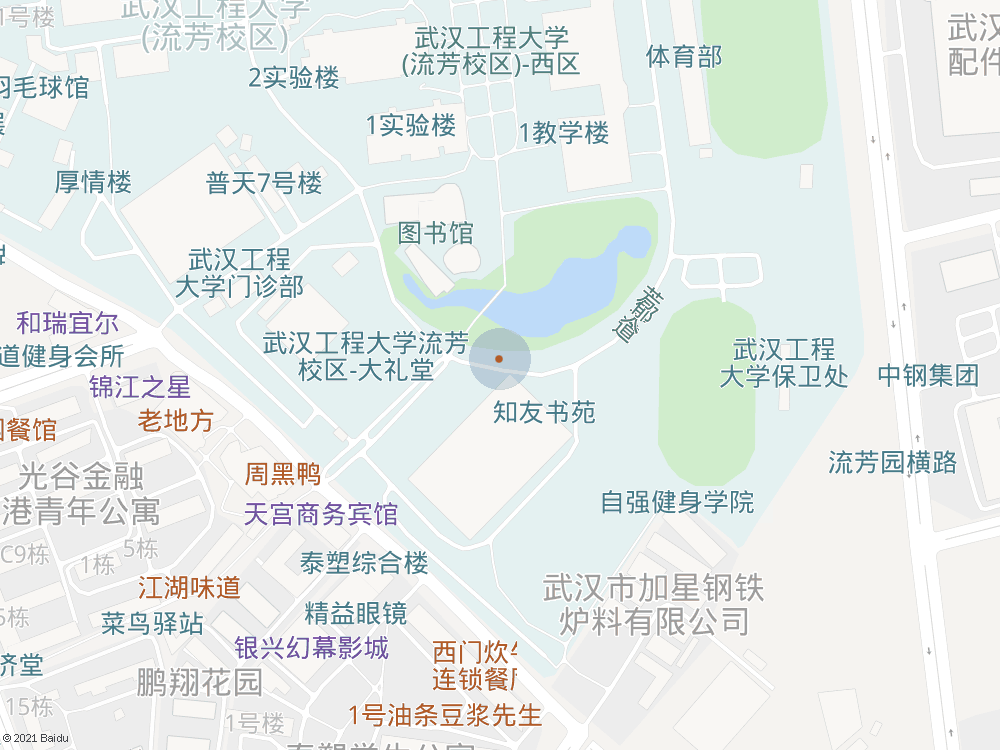 1号楼
武汉工程大学
(流芳校区)
武汉工程大学
(流芳校区)-西区
体育部
武汉
配件
2实验楼
羽毛球馆
1实验楼
1教学楼
厚情楼
普天7号楼
图书馆
武汉工程
大学门诊部
和瑞宜尔
道健身会所
武汉工程大学流芳
校区-大礼堂
武汉工程
大学保卫处
中钢集团
锦江之星
老地方
餐馆
知友书苑
流芳园横路
周黑鸭
光谷金融
港青年公寓
天宫商务宾馆
自强健身学院
C9栋
5栋
1栋
泰塑综合楼
江湖味道
武汉市加星钢铁
炉料有限公司
5栋
菜鸟驿站
精益眼镜
银兴幻幕影城
济堂
西门炊
连锁餐
鹏翔花园
15栋
1号楼
1号油条豆浆先生
泰塑学生公寓
© 2021 Baidu